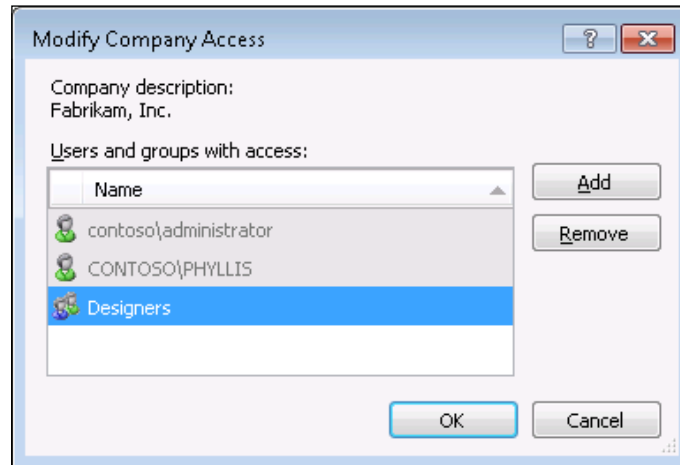 Modify Company Access
Company description:
Fabrikam, Inc.
Users and groups with access:
Name
Add
contoso\administrator
Remove
CONTOSO\PHYLLIS
Designers
OK
Cancel